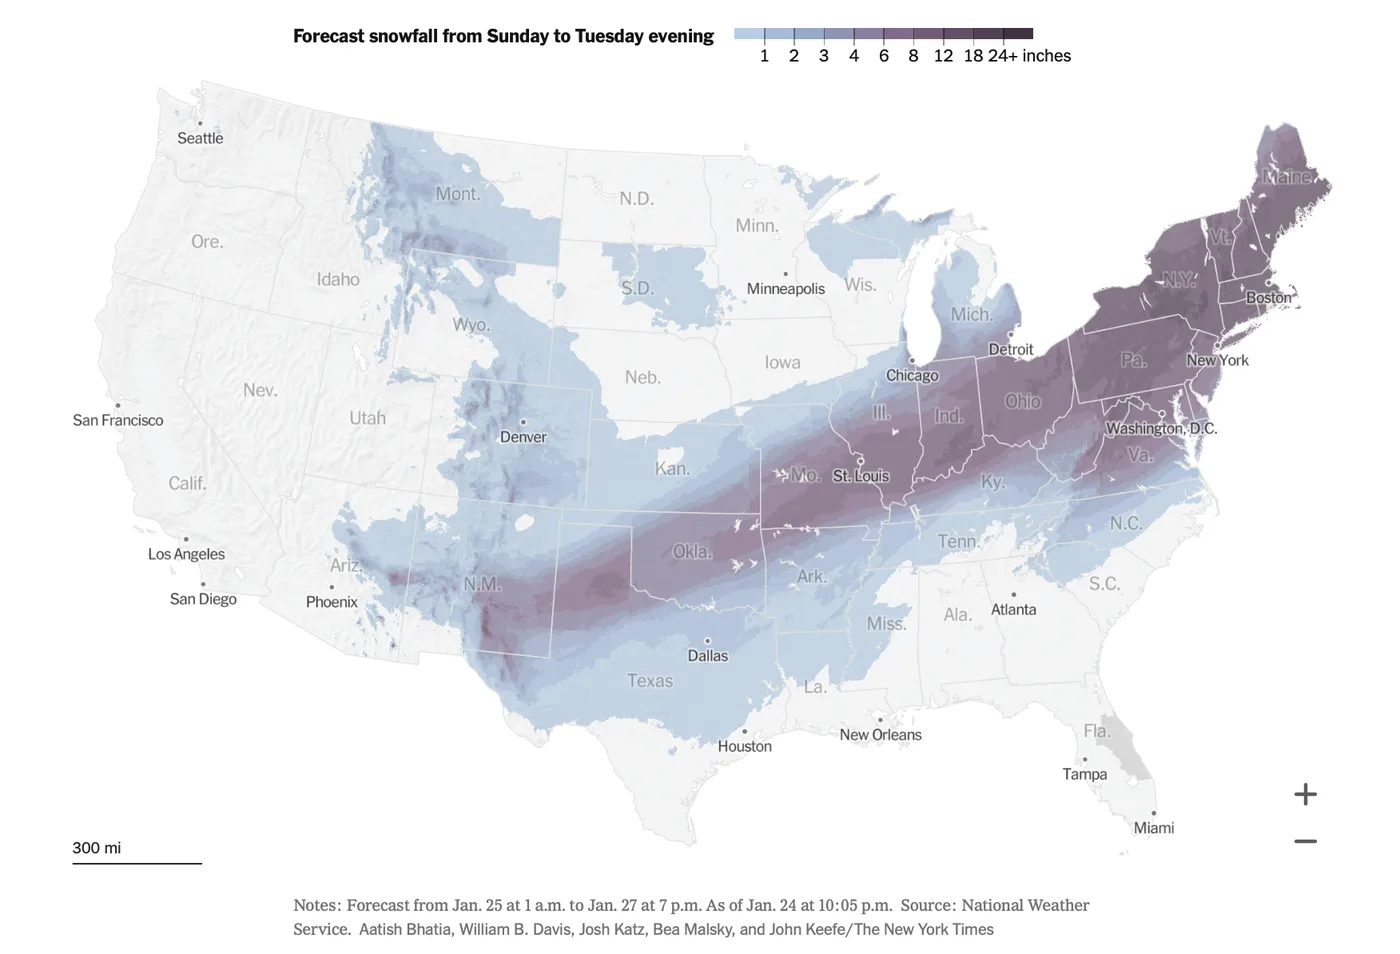 Forecast snowfall from Sunday to Tuesday evening
1 2 3 4 6 8 12 18 24+ inches
Seattle
Maine
Mont.
N.D.
Minn.
Vt.
Ore.
Idaho
S.D.
Minneapolis
Wis.
N.Y.
Boston
Wyo.
Mich.
Detroit
Nev.
Utah
Neb.
Iowa
Chicago
Pa.
New York
San Francisco
Denver
Ill.
Ind.
Ohio
Washington, D.C.
Calif.
Kan.
Mo.
St. Louis
Ky.
Va.
Los Angeles
Ariz.
N.M.
Okla.
Ark.
Tenn.
N.C.
San Diego
Phoenix
Dallas
Miss.
Ala.
Atlanta
S.C.
Texas
La.
Houston
New Orleans
Fla.
Tampa
Miami
+
−
300 mi
Notes: Forecast from Jan. 25 at 1 a.m. to Jan. 27 at 7 p.m. As of Jan. 24 at 10:05 p.m. Source: National Weather
Service. Aatish Bhatia, William B. Davis, Josh Katz, Bea Malsky, and John Keefe/The New York Times